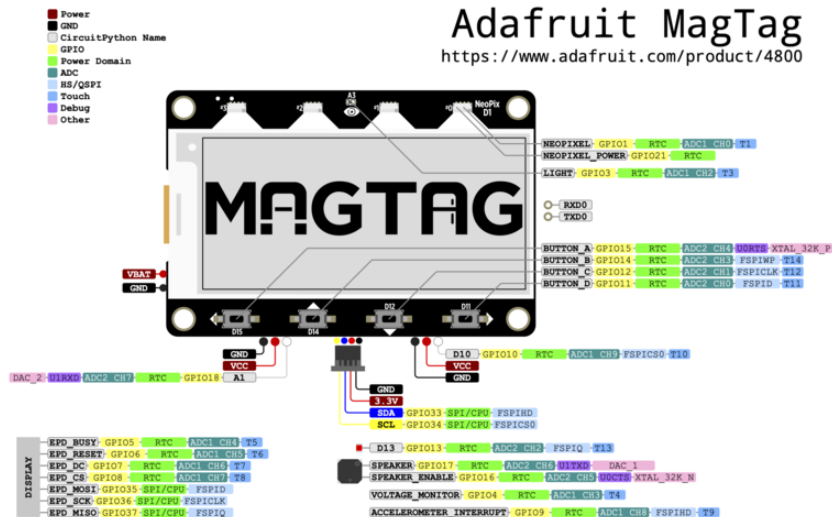 Adafruit MagTag
https://www.adafruit.com/product/4800
Power
GND
CircuitPython Name
GPIO
Power Domain
ADC
HS/QSPI
Touch
Debug
Other
#3
#2
A3
#1
#0
NeoPix
D1
MAGTAG
NEOPIXEL GPIO1 RTC ADC1_CH0 T1
NEOPIXEL_POWER GPIO21 RTC
LIGHT GPIO3 RTC ADC1_CH2 T3
RXD0
TXD0
BUTTON_A GPIO15 RTC ADC2_CH4 U0RTS XTAL_32K_P
BUTTON_B GPIO14 RTC ADC2_CH3 FSPIWP T14
BUTTON_C GPIO12 RTC ADC2_CH1 FSPICLK T12
BUTTON_D GPIO11 RTC ADC2_CH0 FSPID T11
VBAT
GND
D15
D14
D12
D11
GND
VCC
DAC_2 U1RXD ADC2_CH7 RTC GPIO18 A1
D10 GPIO10 RTC ADC1_CH9 FSPICS0 T10
VCC
GND
GND
3.3V
SDA GPIO33 SPI/CPU FSPIHD
SCL GPIO34 SPI/CPU FSPICS0
DISPLAY
EPD_BUSY GPIO5 RTC ADC1_CH4 T5
EPD_RESET GPIO6 RTC ADC1_CH5 T6
EPD_DC GPIO7 RTC ADC1_CH6 T7
EPD_CS GPIO8 RTC ADC1_CH7 T8
EPD_MOSI GPIO35 SPI/CPU FSPID
EPD_SCK GPIO36 SPI/CPU FSPICLK
EPD_MISO GPIO37 SPI/CPU FSPIQ
D13 GPIO13 RTC ADC2_CH2 FSPIQ T13
SPEAKER GPIO17 RTC ADC2_CH6 U1TXD DAC_1
SPEAKER_ENABLE GPIO16 RTC ADC2_CH5 U0CTS XTAL_32K_N
VOLTAGE_MONITOR GPIO4 RTC ADC1_CH3 T4
ACCELEROMETER_INTERRUPT GPIO9 RTC ADC1_CH8 FSPIHD T9